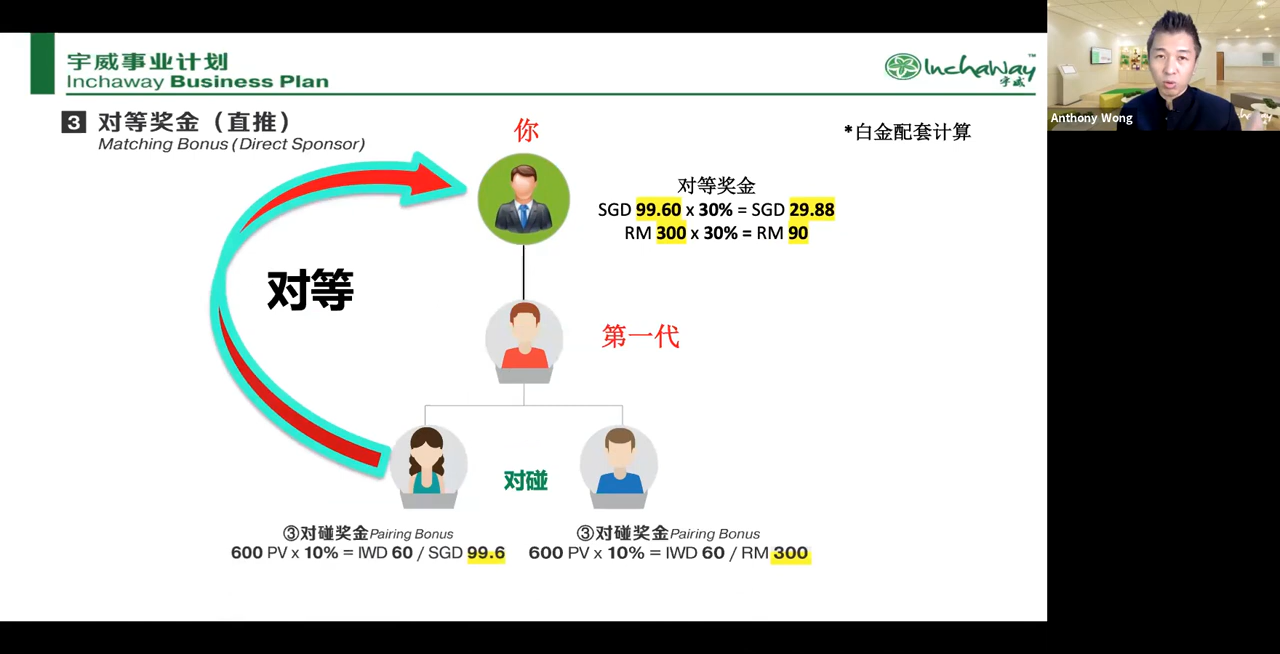 宇威事业计划
Inchaway Business Plan
InchaWay™
宇威
Anthony Wong
3 对等奖金（直推）
Matching Bonus (Direct Sponsor)
你
*白金配套计算
对等奖金
SGD 99.60 x 30% = SGD 29.88
RM 300 x 30% = RM 90
对等
第一代
对碰
③对碰奖金Pairing Bonus
600 PV x 10% = IWD 60 / SGD 99.6
③对碰奖金Pairing Bonus
600 PV x 10% = IWD 60 / RM 300